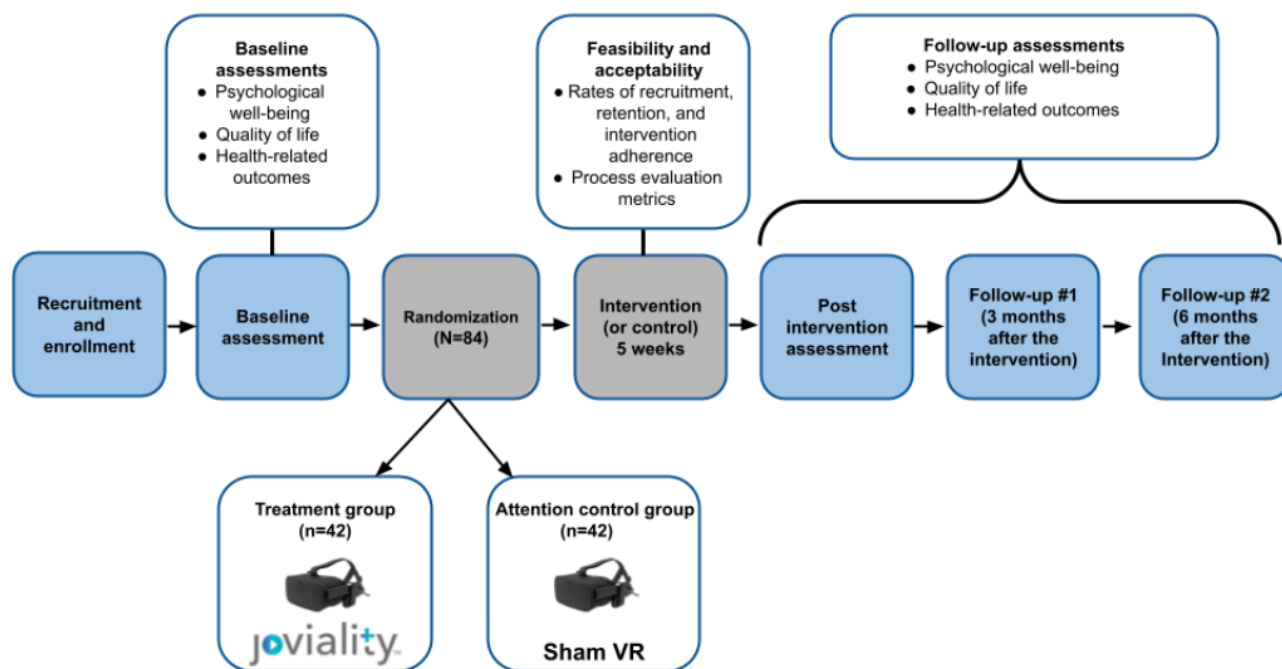 Baseline
assessments
● Psychological
well-being
● Quality of life
● Health-related
outcomes
Feasibility and
acceptability
● Rates of recruitment,
retention, and
intervention
adherence
● Process evaluation
metrics
Follow-up assessments
● Psychological well-being
● Quality of life
● Health-related outcomes
Recruitment
and
enrollment
Baseline
assessment
Randomization
(N=84)
Intervention
(or control)
5 weeks
Post
intervention
assessment
Follow-up #1
(3 months
after the
intervention)
Follow-up #2
(6 months
after the
Intervention)
Treatment group
(n=42)
joviality™
Attention control group
(n=42)
Sham VR